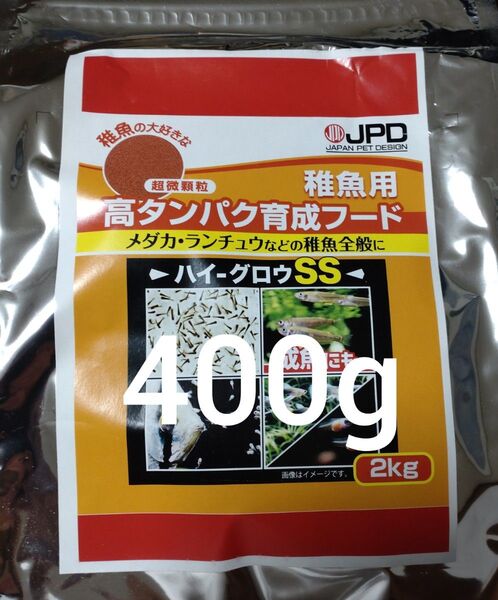 稚魚の大好きな
超微顆粒
JPD
JAPAN PET DESIGN
稚魚用
高タンパク育成フード
メダカ・ランチュウなどの稚魚全般に
ハイ-グロウSS
成魚にも
400g
画像はイメージです。
2kg